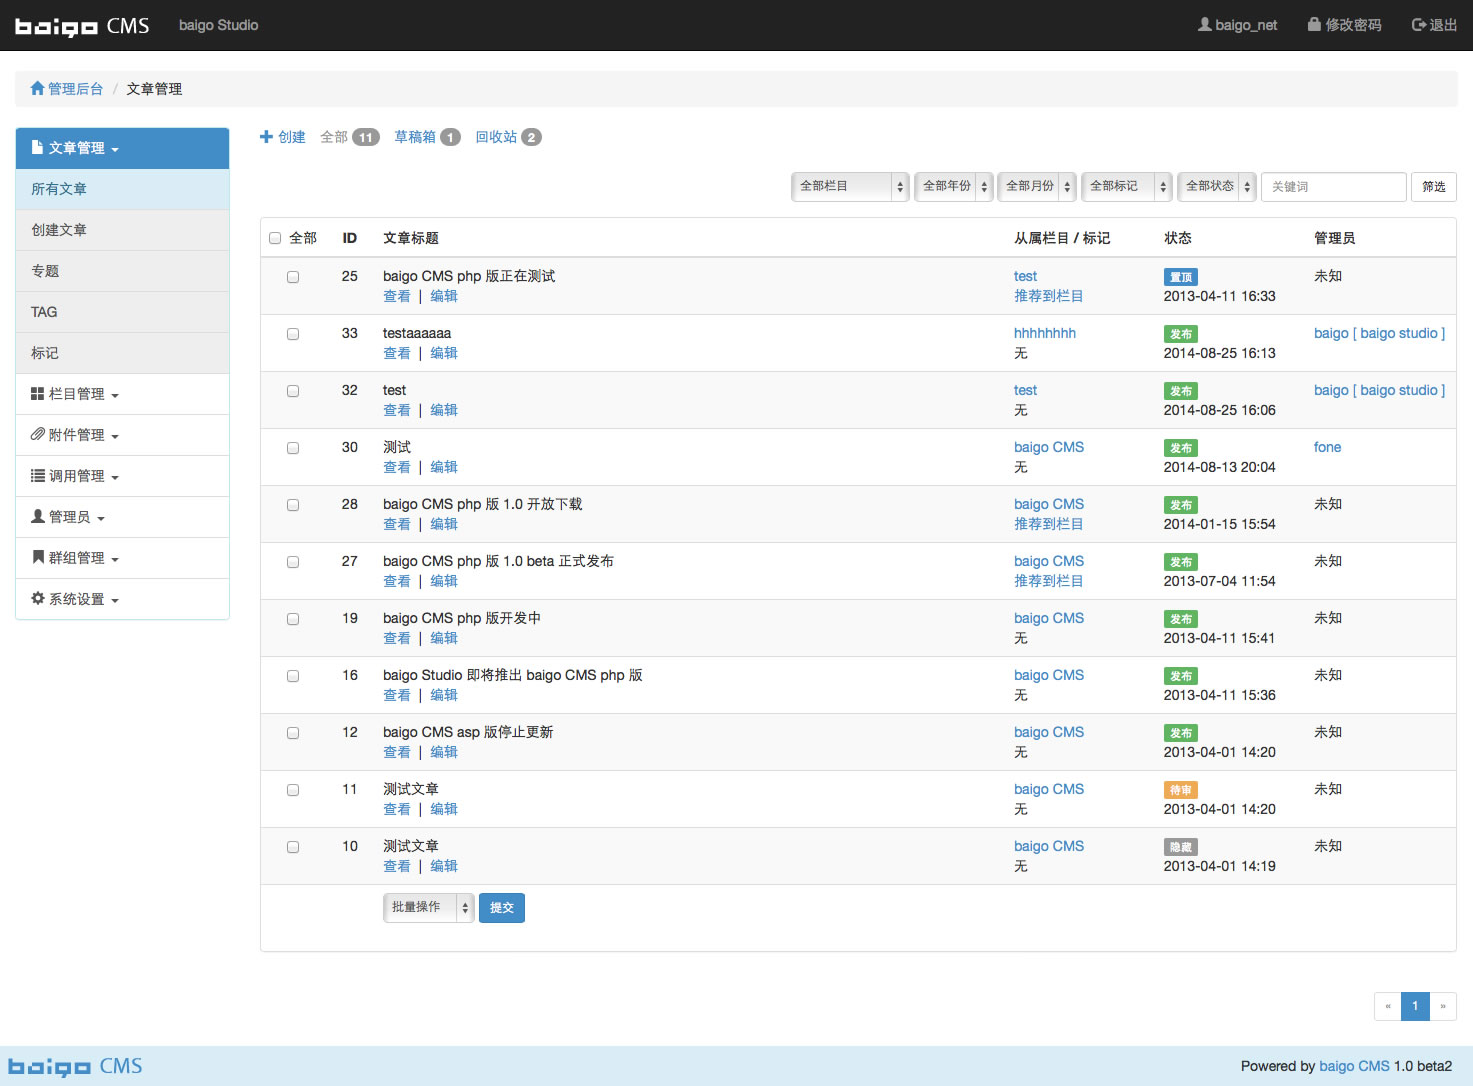 baigo CMS baigo Studio baigo_net 修改密码 退出
管理后台 / 文章管理
文章管理
所有文章
创建文章
专题
TAG
标记
栏目管理
附件管理
调用管理
管理员
群组管理
系统设置
创建 全部 11 草稿箱 1 回收站 2
全部栏目 全部年份 全部月份 全部标记 全部状态 关键词 筛选
全部 ID 文章标题 从属栏目 / 标记 状态 管理员
25 baigo CMS php 版正在测试 test 置顶 未知
查看 | 编辑 推荐到栏目 2013-04-11 16:33
33 testaaaaaa hhhhhhhh 发布 baigo [ baigo studio ]
查看 | 编辑 无 2014-08-25 16:13
32 test test 发布 baigo [ baigo studio ]
查看 | 编辑 无 2014-08-25 16:06
30 测试 baigo CMS 发布 fone
查看 | 编辑 无 2014-08-13 20:04
28 baigo CMS php 版 1.0 开放下载 baigo CMS 发布 未知
查看 | 编辑 推荐到栏目 2014-01-15 15:54
27 baigo CMS php 版 1.0 beta 正式发布 baigo CMS 发布 未知
查看 | 编辑 推荐到栏目 2013-07-04 11:54
19 baigo CMS php 版开发中 baigo CMS 发布 未知
查看 | 编辑 无 2013-04-11 15:41
16 baigo Studio 即将推出 baigo CMS php 版 baigo CMS 发布 未知
查看 | 编辑 无 2013-04-11 15:36
12 baigo CMS asp 版停止更新 baigo CMS 发布 未知
查看 | 编辑 无 2013-04-01 14:20
11 测试文章 baigo CMS 待审 未知
查看 | 编辑 无 2013-04-01 14:20
10 测试文章 baigo CMS 隐藏 未知
查看 | 编辑 无 2013-04-01 14:19
批量操作 提交
« 1 »
baigo CMS Powered by baigo CMS 1.0 beta2